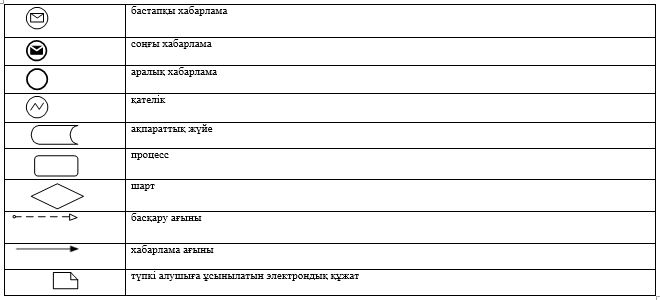 бастапқы хабарлама
соңғы хабарлама
аралық хабарлама
қателік
ақпараттық жүйе
процесс
шарт
басқару ағыны
хабарлама ағыны
түпкі алушыға ұсынылатын электрондық құжат